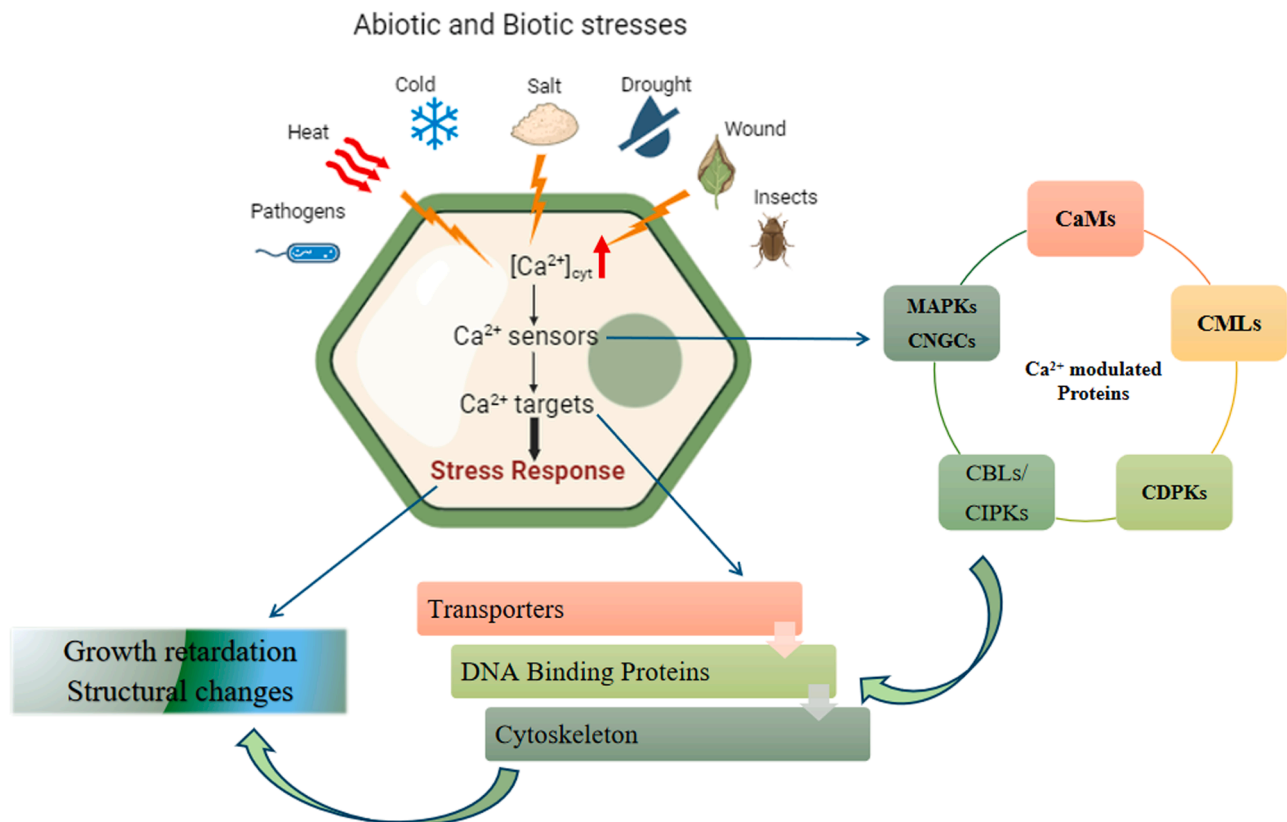 Abiotic and Biotic stresses
Cold
Salt
Drought
Heat
Wound
Pathogens
Insects
[Ca²⁺]cyt
Ca²⁺ sensors
Ca²⁺ targets
Stress Response
CaMs
MAPKs
CNGCs
CMLs
Ca²⁺ modulated
Proteins
CBLs/
CIPKs
CDPKs
Transporters
DNA Binding Proteins
Cytoskeleton
Growth retardation
Structural changes